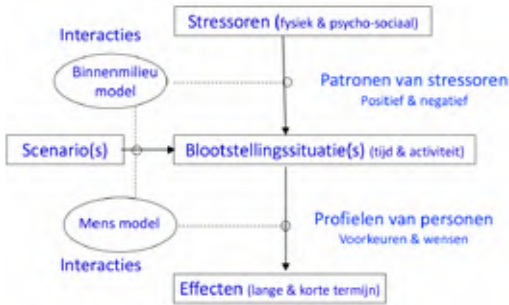 Stressoren (fysiek & psycho-sociaal)
Interacties
Binnenmilieu
model
Patronen van stressoren
Positief & negatief
Scenario(s)
Blootstellingssituatie(s) (tijd & activiteit)
Mens model
Profielen van personen
Voorkeuren & wensen
Interacties
Effecten (lange & korte termijn)